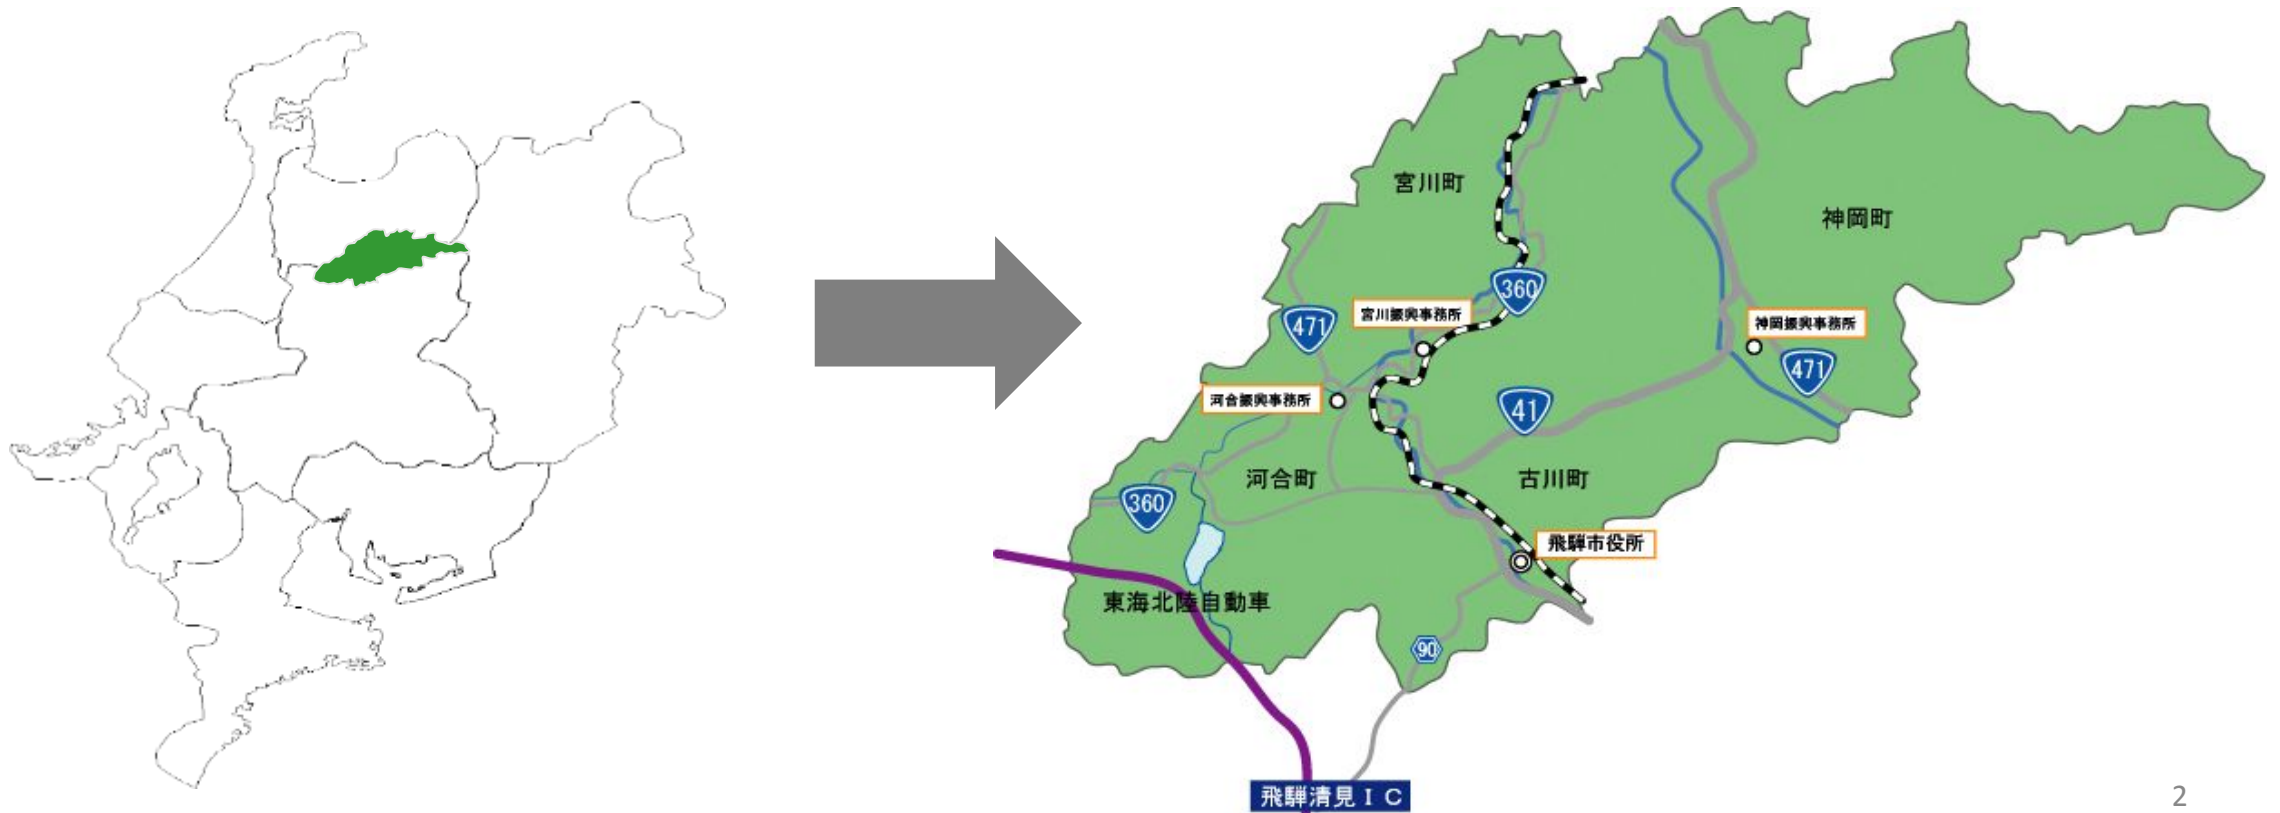 宮川町
神岡町
360
宮川振興事務所
471
神岡振興事務所
471
河合振興事務所
41
河合町
古川町
360
飛騨市役所
東海北陸自動車
90
飛騨清見IC
2